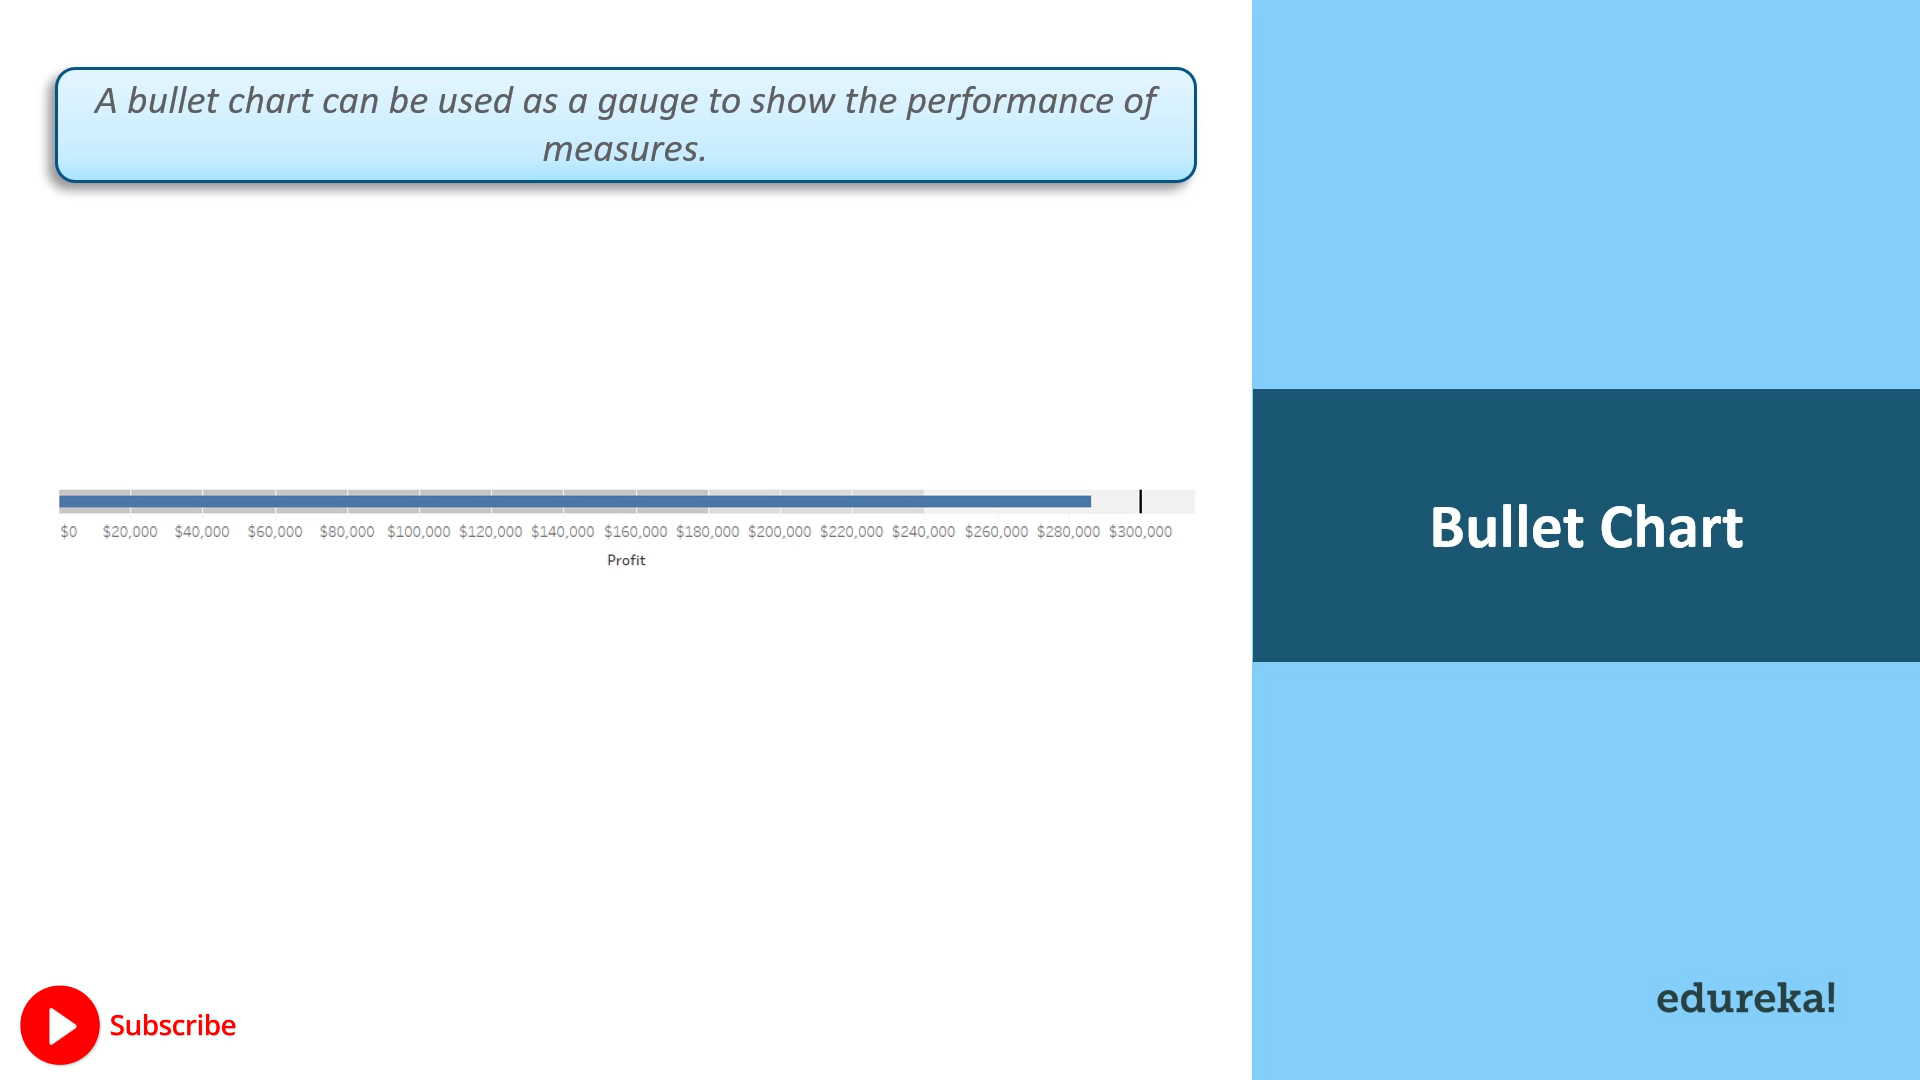 A bullet chart can be used as a gauge to show the performance of
measures.
$0 $20,000 $40,000 $60,000 $80,000 $100,000 $120,000 $140,000 $160,000 $180,000 $200,000 $220,000 $240,000 $260,000 $280,000 $300,000
Profit
Bullet Chart
Subscribe
edureka!